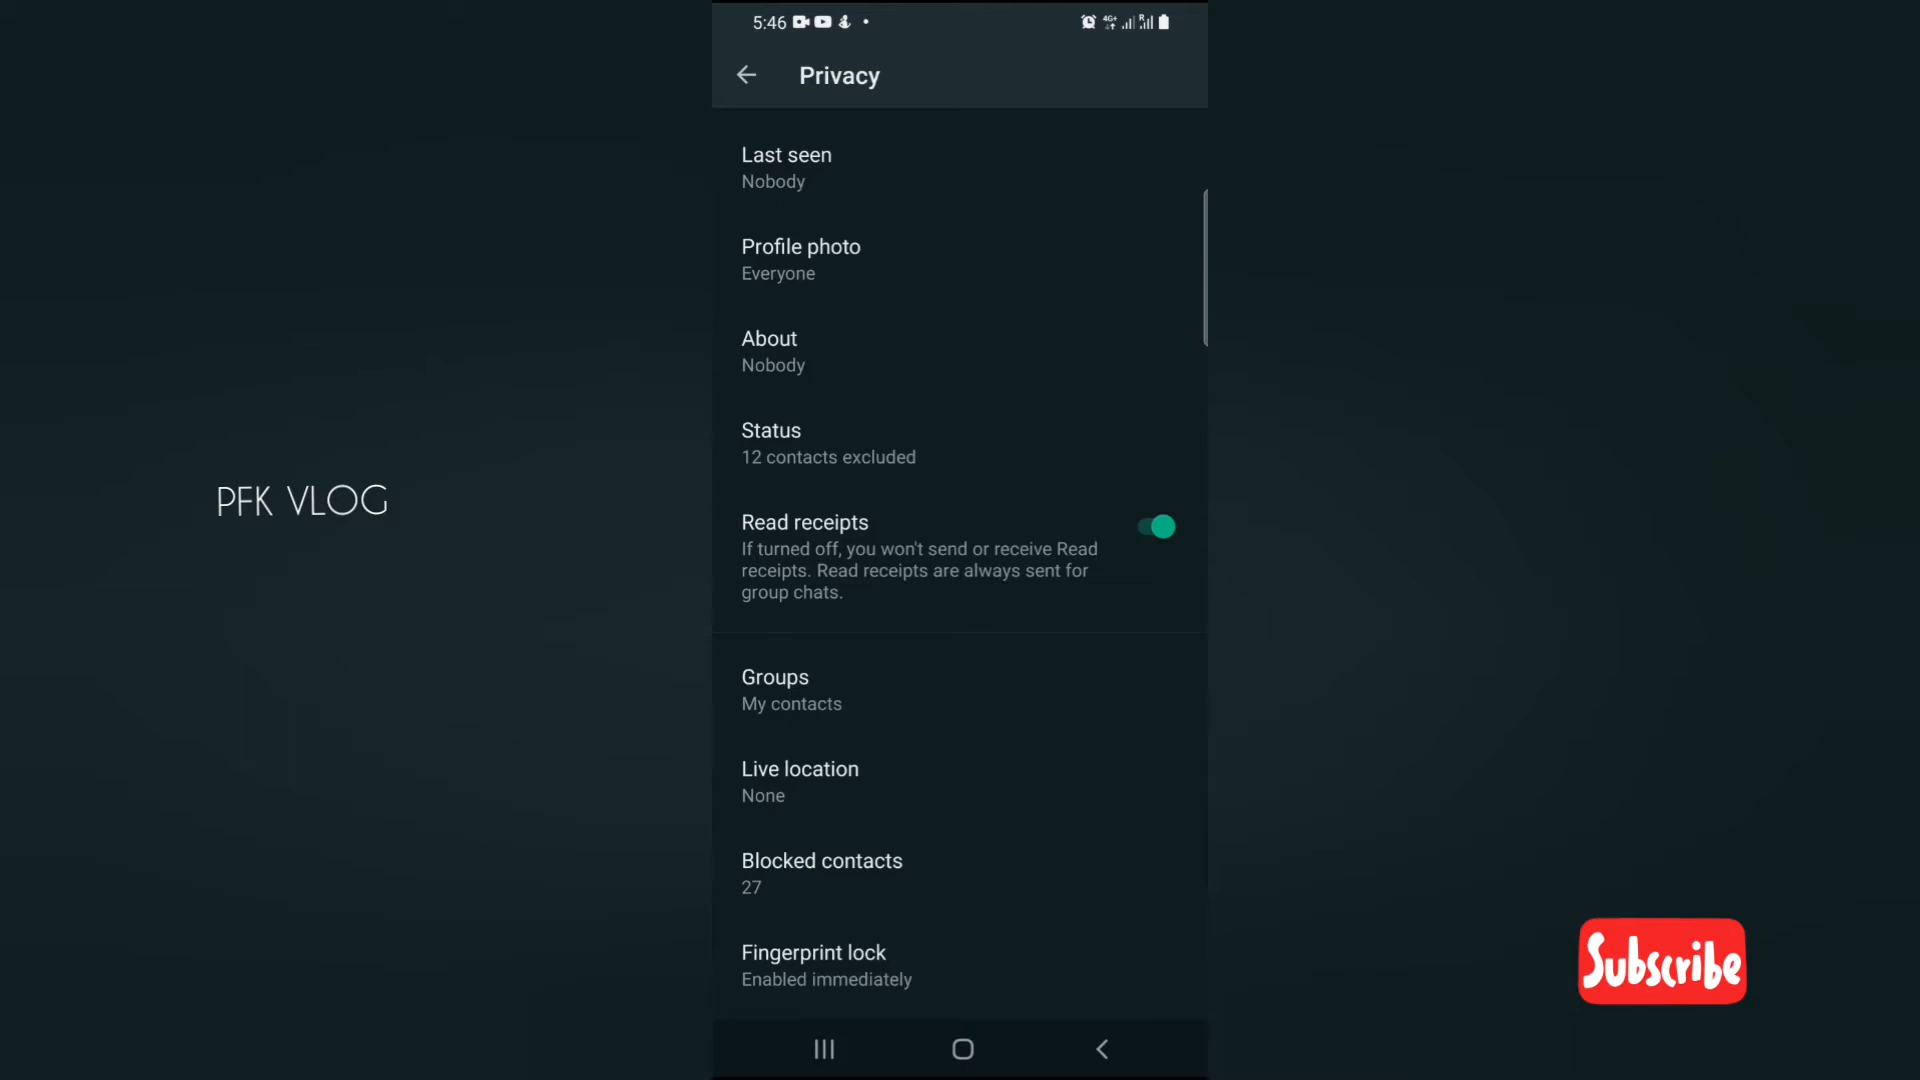 5:46
4G+
R
Privacy
Last seen
Nobody
Profile photo
Everyone
About
Nobody
Status
12 contacts excluded
Read receipts
If turned off, you won't send or receive Read
receipts. Read receipts are always sent for
group chats.
Groups
My contacts
Live location
None
Blocked contacts
27
Fingerprint lock
Enabled immediately
PFK VLOG
Subscribe